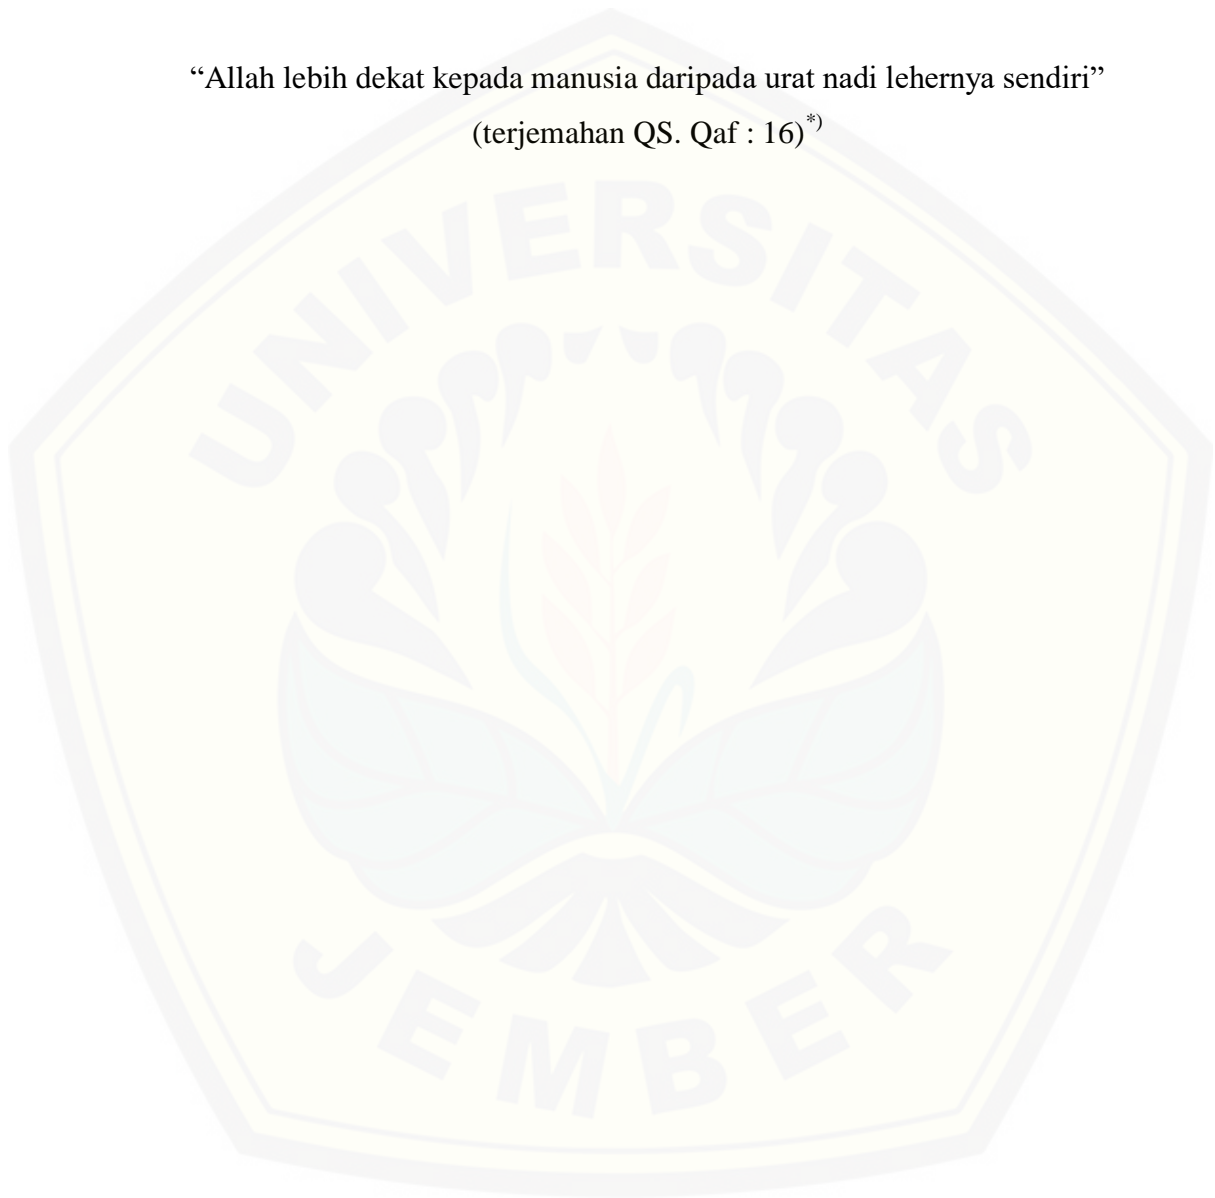 “Allah lebih dekat kepada manusia daripada urat nadi lehernya sendiri”
(terjemahan QS. Qaf : 16)*)
UNIVERSITAS
JEMBER